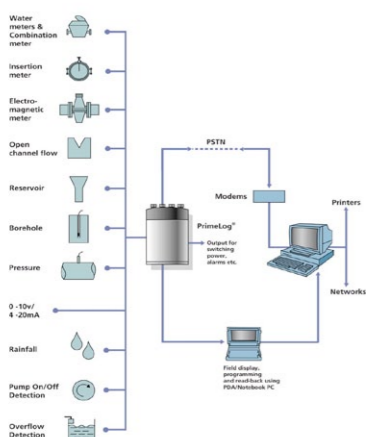 Water
meters &
Combination
meter
Insertion
meter
Electro-
magnetic
meter
Open
channel flow
Reservoir
Borehole
Pressure
0 -10v/
4 -20mA
Rainfall
Pump On/Off
Detection
Overflow
Detection
PrimeLog+
Output for
switching
power,
alarms etc.
PSTN
Modems
Printers
Networks
Field display,
programming
and readback using
PDA/Notebook PC